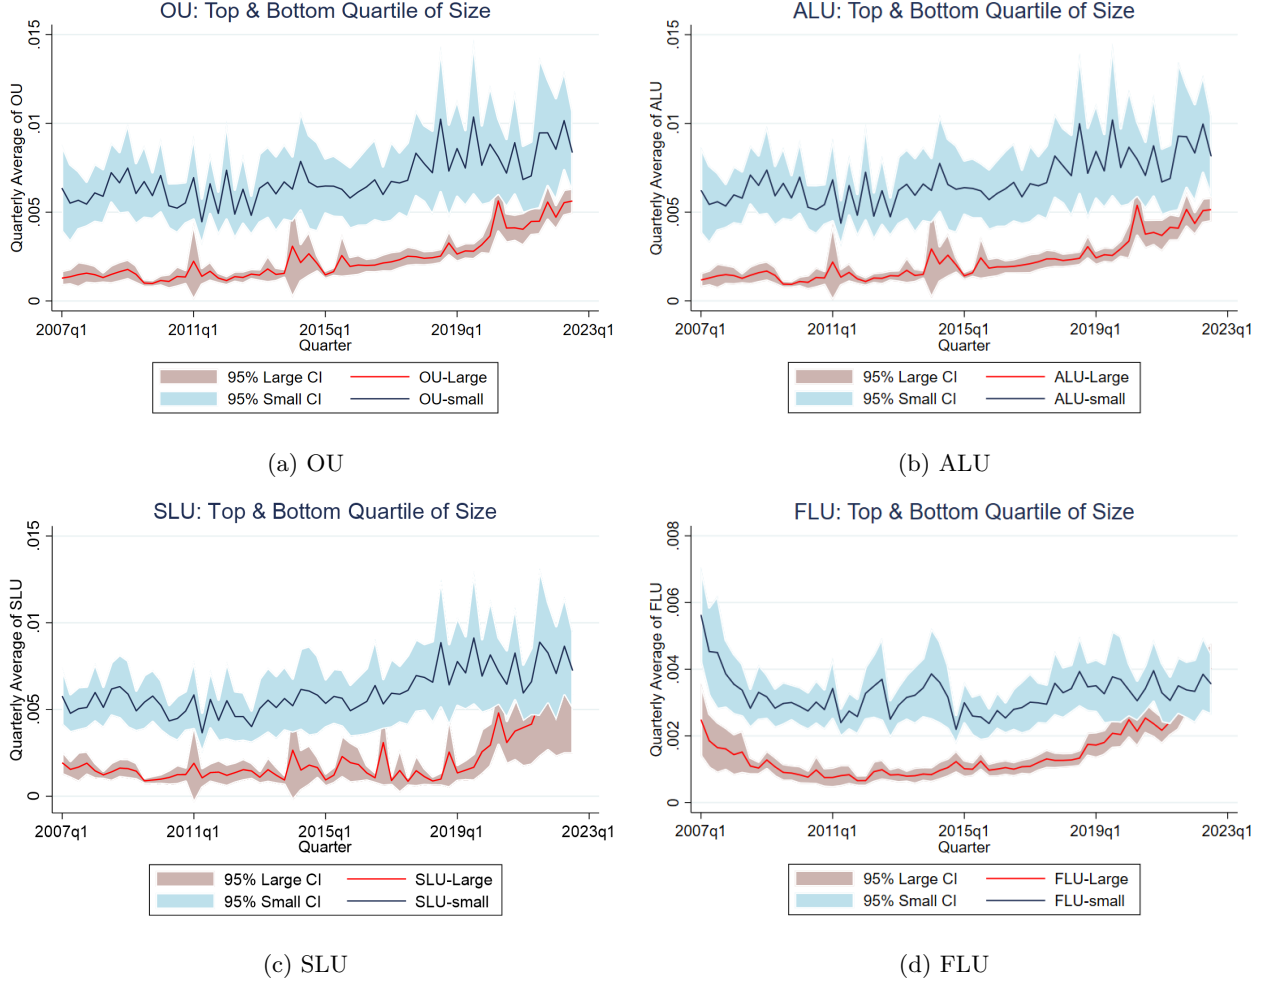 OU: Top & Bottom Quartile of Size
Quarterly Average of OU
.015
.01
.005
0
2007q1 2011q1 2015q1 2019q1 2023q1
Quarter
95% Large CI OU-Large
95% Small CI OU-small
(a) OU
ALU: Top & Bottom Quartile of Size
Quarterly Average of ALU
.015
.01
.005
0
2007q1 2011q1 2015q1 2019q1 2023q1
Quarter
95% Large CI ALU-Large
95% Small CI ALU-small
(b) ALU
SLU: Top & Bottom Quartile of Size
Quarterly Average of SLU
.015
.01
.005
0
2007q1 2011q1 2015q1 2019q1 2023q1
Quarter
95% Large CI SLU-Large
95% Small CI SLU-small
(c) SLU
FLU: Top & Bottom Quartile of Size
Quarterly Average of FLU
.008
.006
.004
.002
0
2007q1 2011q1 2015q1 2019q1 2023q1
Quarter
95% Large CI FLU-Large
95% Small CI FLU-small
(d) FLU